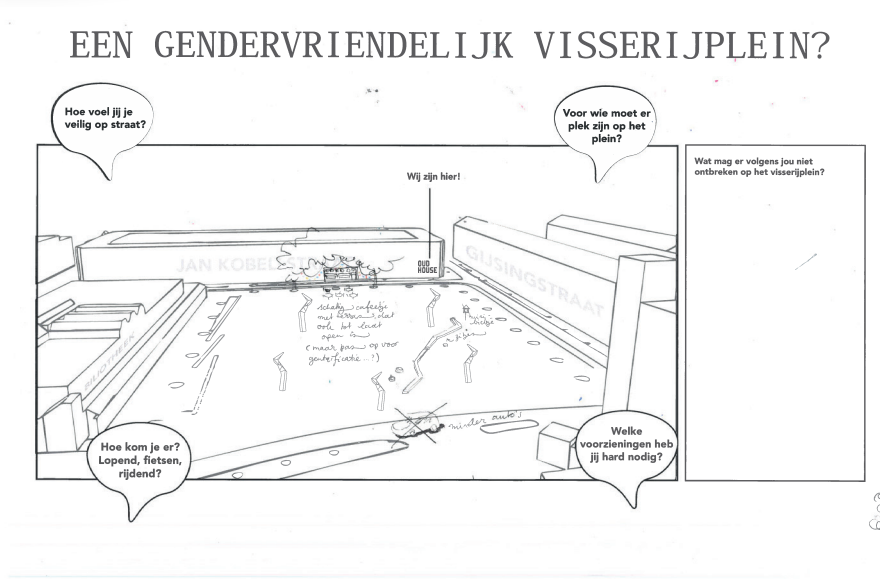 EEN GENDERVRIENDELIJK VISSERIJPLEIN?
Hoe voel jij je
veilig op straat?
Voor wie moet er
plek zijn op het
plein?
Wat mag er volgens jou niet
ontbreken op het visserijplein?
Wij zijn hier!
JAN KOBELLST
OUD
HOUSE
GIJSINGSTRAAT
schattig cafeetje
met terras dat
ook tot laat
open is
(maar pas op voor
gentrificatie...!)
BILIOTHEEK
minder auto's
Hoe kom je er?
Lopend, fietsen,
rijdend?
Welke
voorzieningen heb
jij hard nodig?